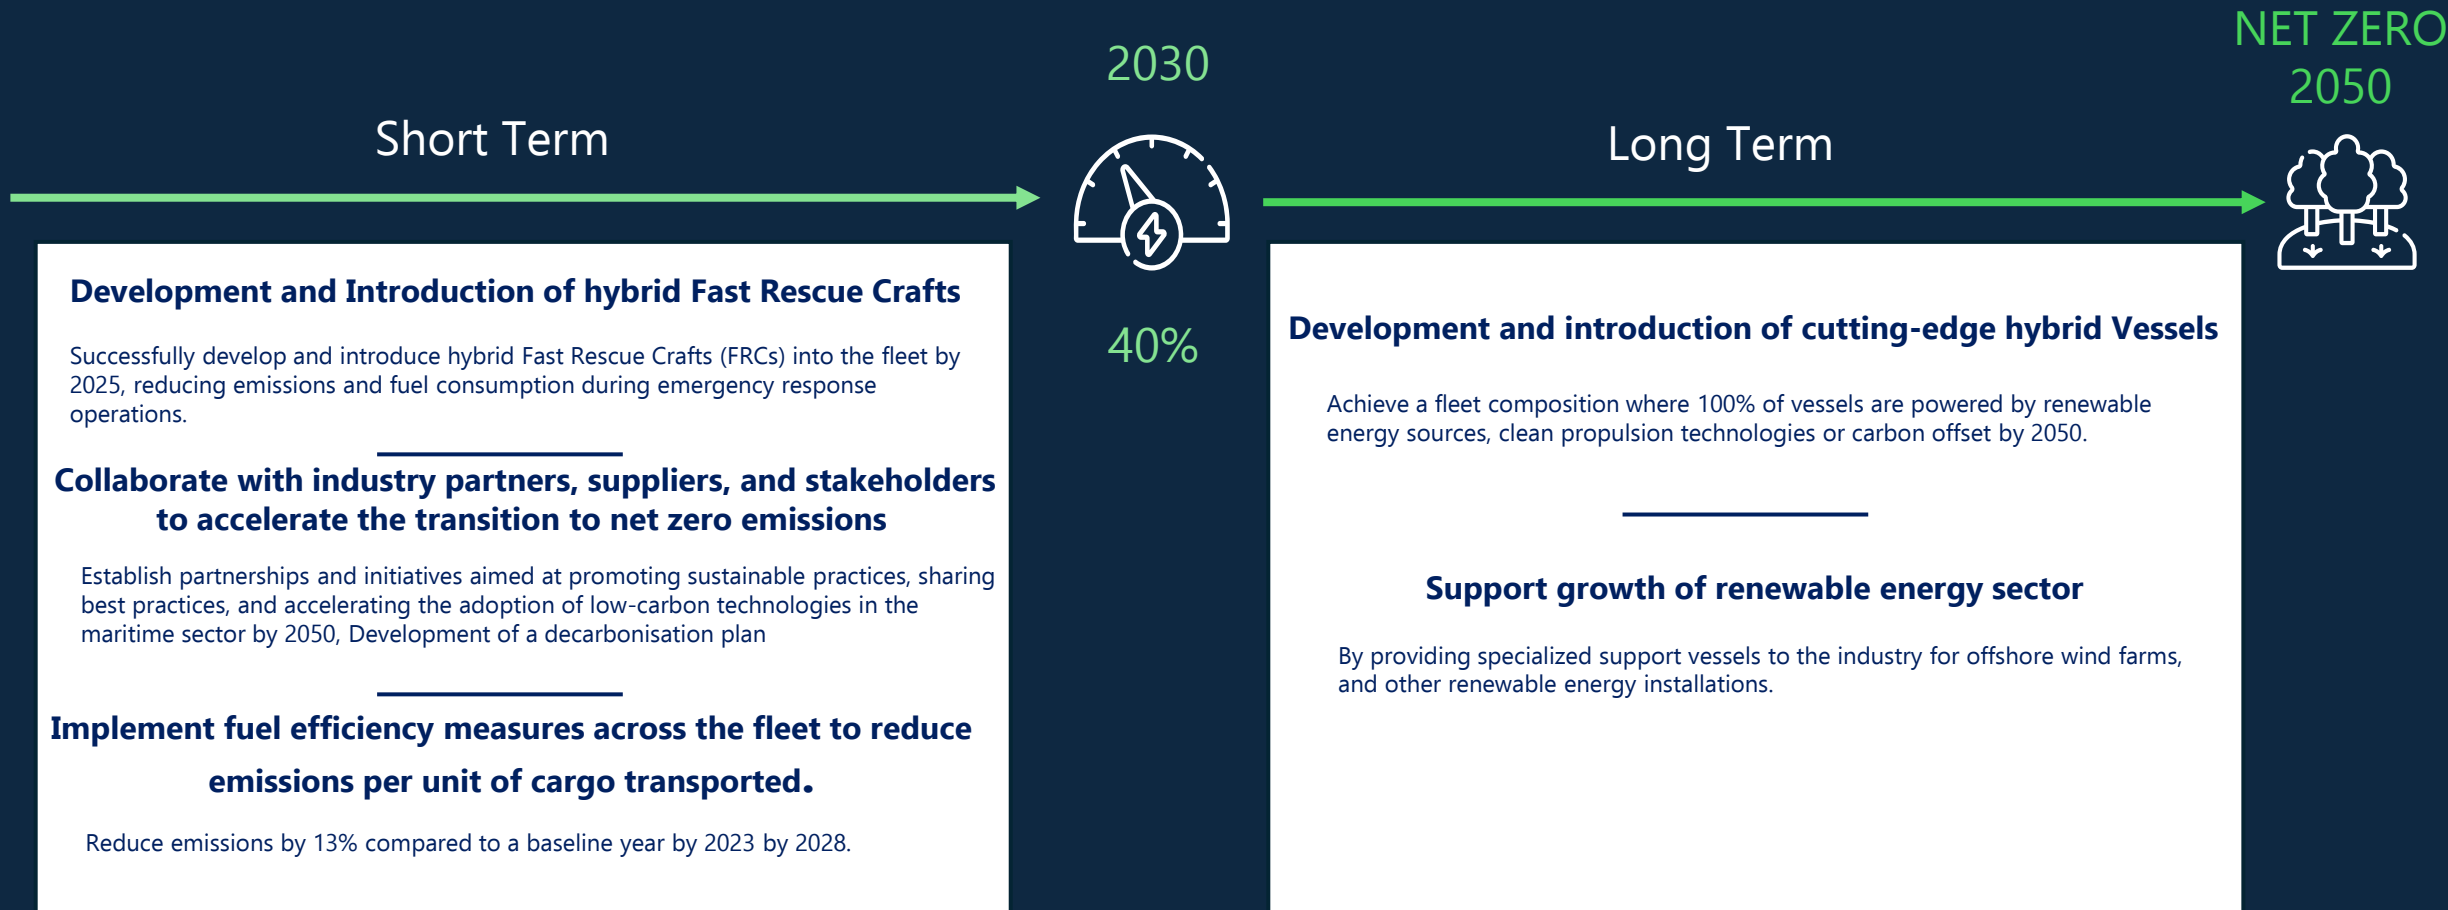 Short Term
Development and Introduction of hybrid Fast Rescue Crafts
Successfully develop and introduce hybrid Fast Rescue Crafts (FRCs) into the fleet by
2025, reducing emissions and fuel consumption during emergency response
operations.
Collaborate with industry partners, suppliers, and stakeholders
to accelerate the transition to net zero emissions
Establish partnerships and initiatives aimed at promoting sustainable practices, sharing
best practices, and accelerating the adoption of low-carbon technologies in the
maritime sector by 2050, Development of a decarbonisation plan
Implement fuel efficiency measures across the fleet to reduce
emissions per unit of cargo transported.
Reduce emissions by 13% compared to a baseline year by 2023 by 2028.
2030
40%
Long Term
Development and introduction of cutting-edge hybrid Vessels
Achieve a fleet composition where 100% of vessels are powered by renewable
energy sources, clean propulsion technologies or carbon offset by 2050.
Support growth of renewable energy sector
By providing specialized support vessels to the industry for offshore wind farms,
and other renewable energy installations.
NET ZERO
2050